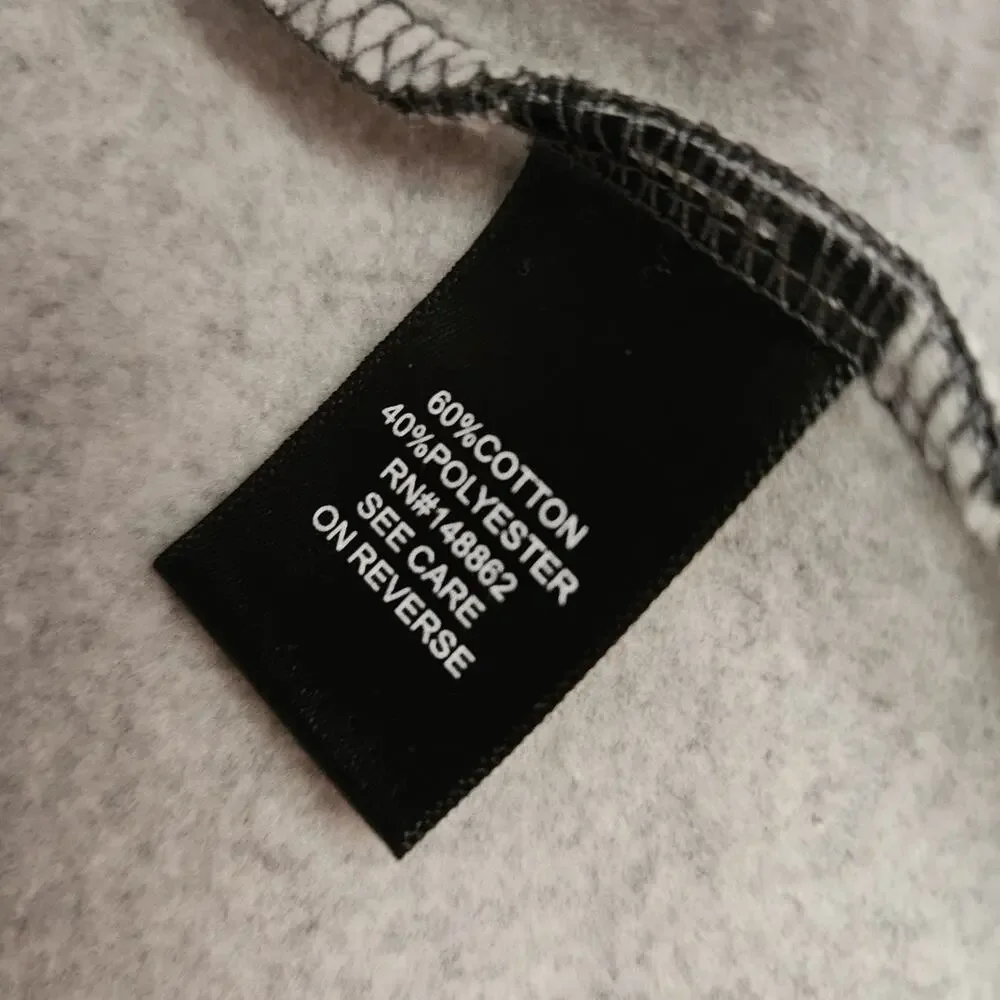 60%COTTON
40%POLYESTER
RN#148862
SEE CARE
ON REVERSE